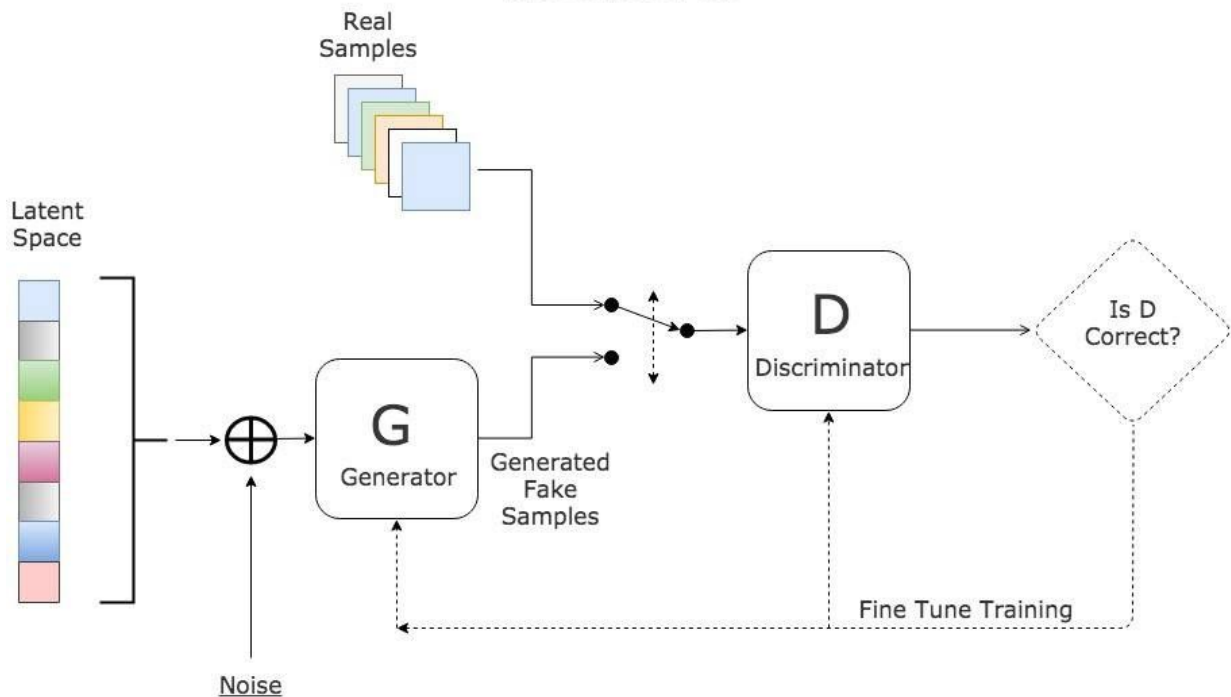 Real
Samples
Latent
Space
D
Discriminator
Is D
Correct?
G
Generator
Generated
Fake
Samples
Fine Tune Training
Noise